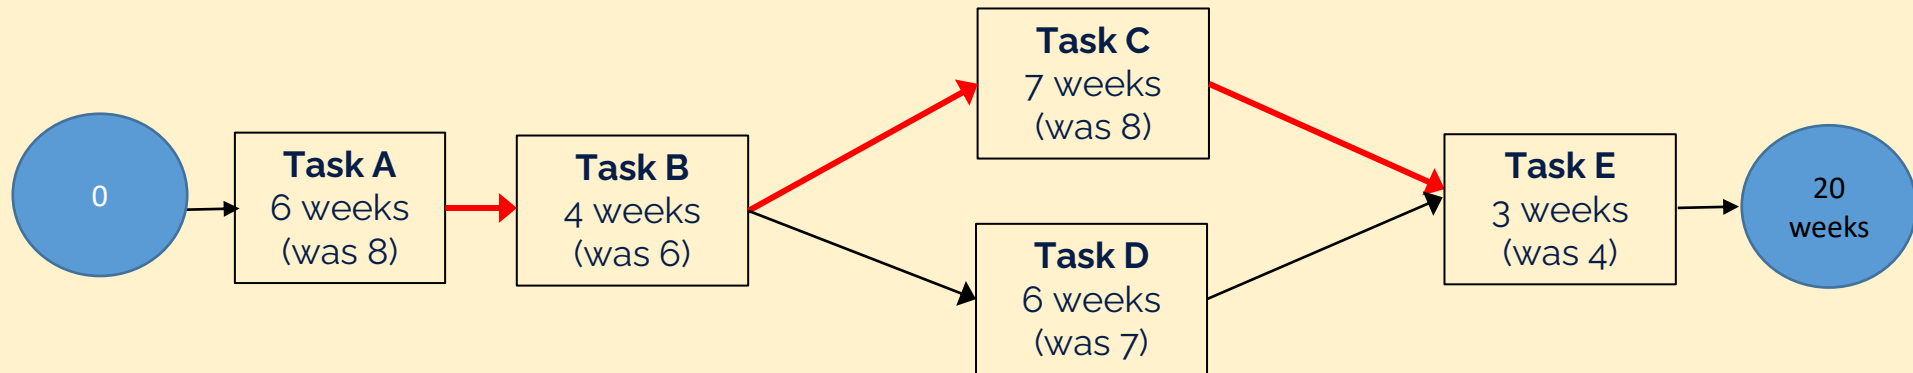 0
Task A
6 weeks
(was 8)
Task B
4 weeks
(was 6)
Task C
7 weeks
(was 8)
Task D
6 weeks
(was 7)
Task E
3 weeks
(was 4)
20
weeks